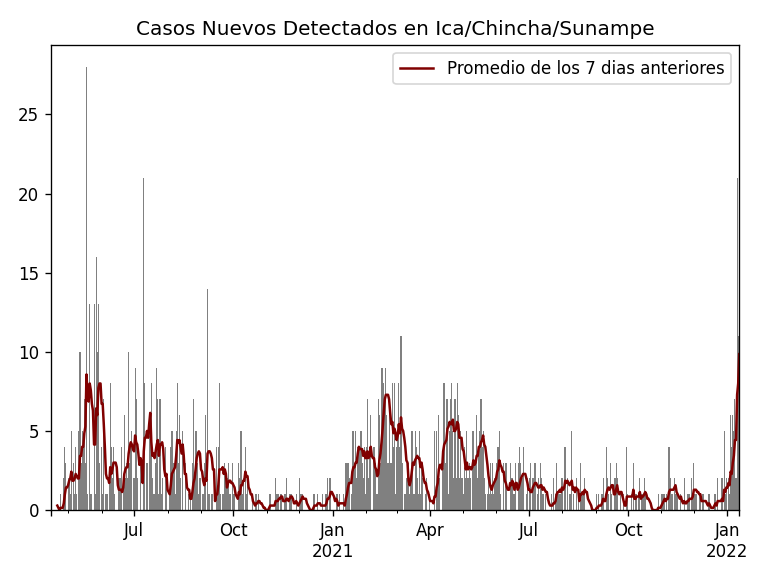 Casos Nuevos Detectados en Ica/Chincha/Sunampe
Promedio de los 7 dias anteriores
25
20
15
10
5
0
Jul
Oct
Jan
2021
Apr
Jul
Oct
Jan
2022